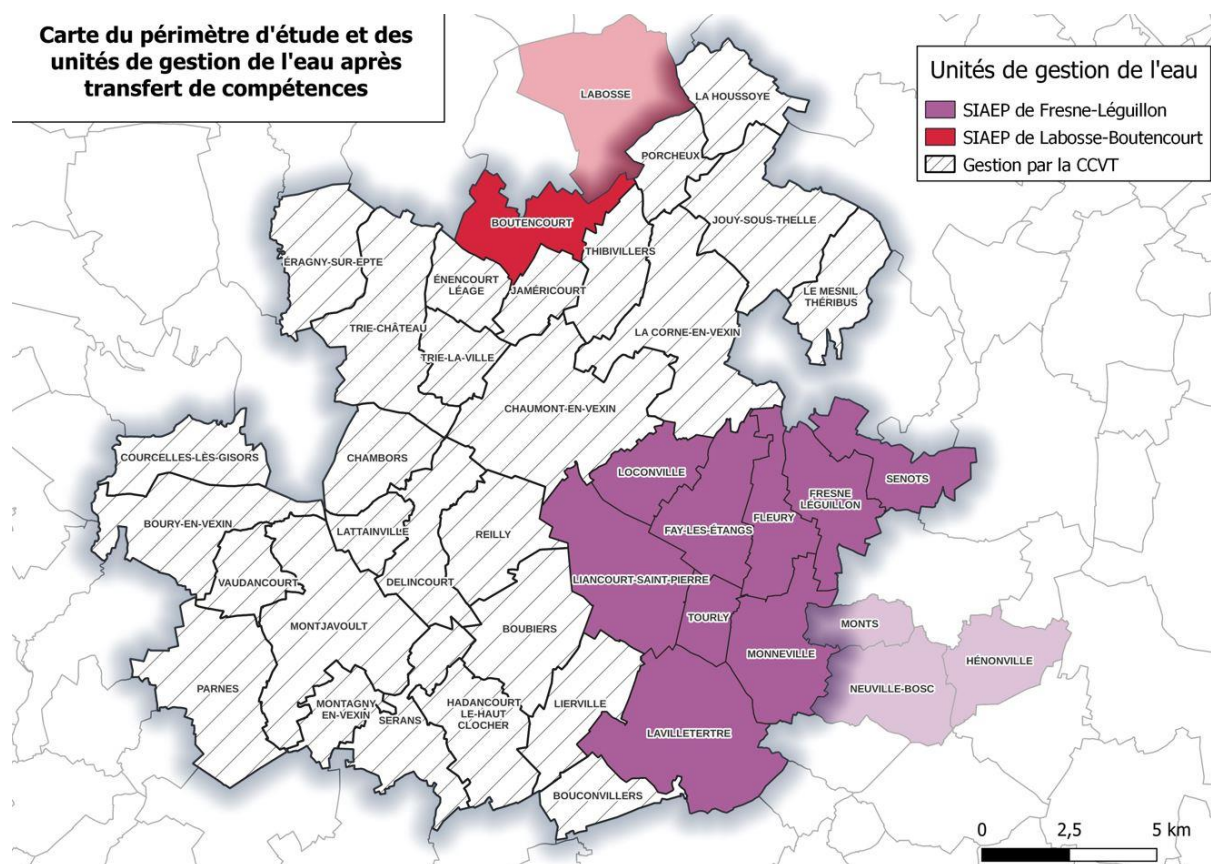 Carte du périmètre d'étude et des
unités de gestion de l'eau après
transfert de compétences
Unités de gestion de l'eau
SIAEP de Fresne-Léguillon
SIAEP de Labosse-Boutencourt
Gestion par la CCVT
LABOSSE
LA HOUSSOYE
PORCHEUX
BOUTENCOURT
JOUY-SOUS-THELLE
THIBIVILLERS
ÉRAGNY-SUR-EPTE
ÉNENCOURT
LÉAGE
JAMÉRICOURT
LE MESNIL
THÉRIBUS
TRIE-CHÂTEAU
LA CORNE-EN-VEXIN
TRIE-LA-VILLE
CHAUMONT-EN-VEXIN
COURCELLES-LÈS-GISORS
CHAMBORS
LOCONVILLE
SENOTS
FRESNE
LÉGUILLON
BOURY-EN-VEXIN
LATTAINVILLE
REILLY
FAY-LES-ÉTANGS
FLEURY
VAUDANCOURT
DELINCOURT
LIANCOURT-SAINT-PIERRE
TOURLY
MONTS
MONTJAVOULT
BOUBIERS
MONNEVILLE
HÉNONVILLE
PARNES
NEUVILLE-BOSC
MONTAGNY
EN-VEXIN
SERANS
HADANCOURT
LE-HAUT
CLOCHER
LIERVILLE
LAVILLETERTRE
BOUCONVILLERS
0 2,5 5 km